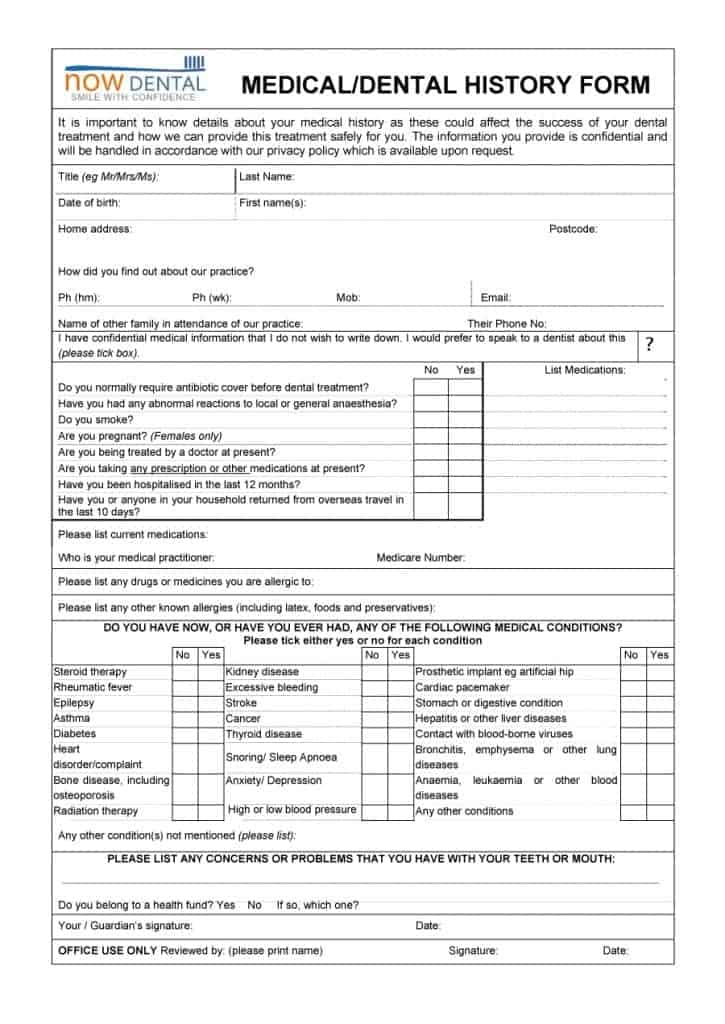 now DENTAL
SMILE WITH CONFIDENCE
MEDICAL/DENTAL HISTORY FORM
It is important to know details about your medical history as these could affect the success of your dental
treatment and how we can provide this treatment safely for you. The information you provide is confidential and
will be handled in accordance with our privacy policy which is available upon request.
Title (eg Mr/Mrs/Ms): Last Name:
Date of birth: First name(s):
Home address: Postcode:
How did you find out about our practice?
Ph (hm): Ph (wk): Mob: Email:
Name of other family in attendance of our practice: Their Phone No:
I have confidential medical information that I do not wish to write down. I would prefer to speak to a dentist about this
(please tick box). ?
No Yes List Medications:
Do you normally require antibiotic cover before dental treatment?
Have you had any abnormal reactions to local or general anaesthesia?
Do you smoke?
Are you pregnant? (Females only)
Are you being treated by a doctor at present?
Are you taking any prescription or other medications at present?
Have you been hospitalised in the last 12 months?
Have you or anyone in your household returned from overseas travel in
the last 10 days?
Please list current medications:
Who is your medical practitioner: Medicare Number:
Please list any drugs or medicines you are allergic to:
Please list any other known allergies (including latex, foods and preservatives):
DO YOU HAVE NOW, OR HAVE YOU EVER HAD, ANY OF THE FOLLOWING MEDICAL CONDITIONS?
Please tick either yes or no for each condition
No Yes No Yes No Yes
Steroid therapy Kidney disease Prosthetic implant eg artificial hip
Rheumatic fever Excessive bleeding Cardiac pacemaker
Epilepsy Stroke Stomach or digestive condition
Asthma Cancer Hepatitis or other liver diseases
Diabetes Thyroid disease Contact with blood-borne viruses
Heart
disorder/complaint Snoring/ Sleep Apnoea Bronchitis, emphysema or other lung
diseases
Bone disease, including
osteoporosis Anxiety/ Depression Anaemia, leukaemia or other blood
diseases
Radiation therapy High or low blood pressure Any other conditions
Any other condition(s) not mentioned (please list):
PLEASE LIST ANY CONCERNS OR PROBLEMS THAT YOU HAVE WITH YOUR TEETH OR MOUTH:
Do you belong to a health fund? Yes No If so, which one?
Your / Guardian's signature: Date:
OFFICE USE ONLY Reviewed by: (please print name) Signature: Date: